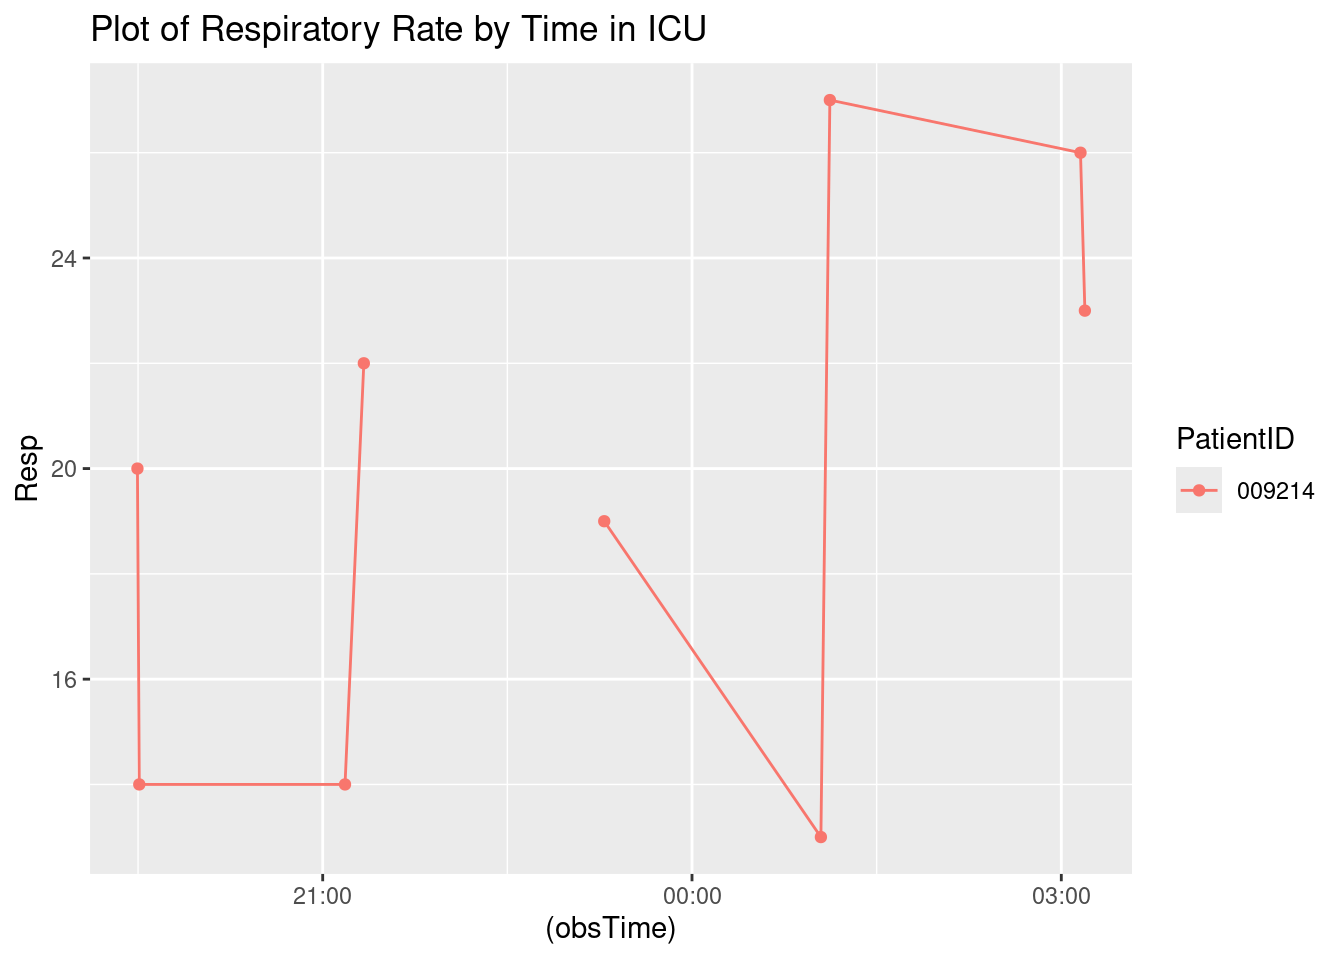 Plot of Respiratory Rate by Time in ICU
Resp
24
20
16
21:00
00:00
03:00
(obsTime)
PatientID
009214